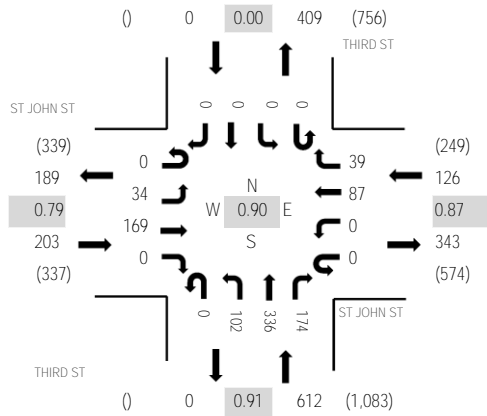 () 0 0.00 409 (756)
THIRD ST
ST JOHN ST
0 0 0 0
(339) (249)
189 0 39 126
34 N 87
0.79 W 0.90 E 0.87
169 S 0
203 0 0 343
(337) (574)
0 102 336 174
ST JOHN ST
THIRD ST
() 0 0.91 612 (1,083)